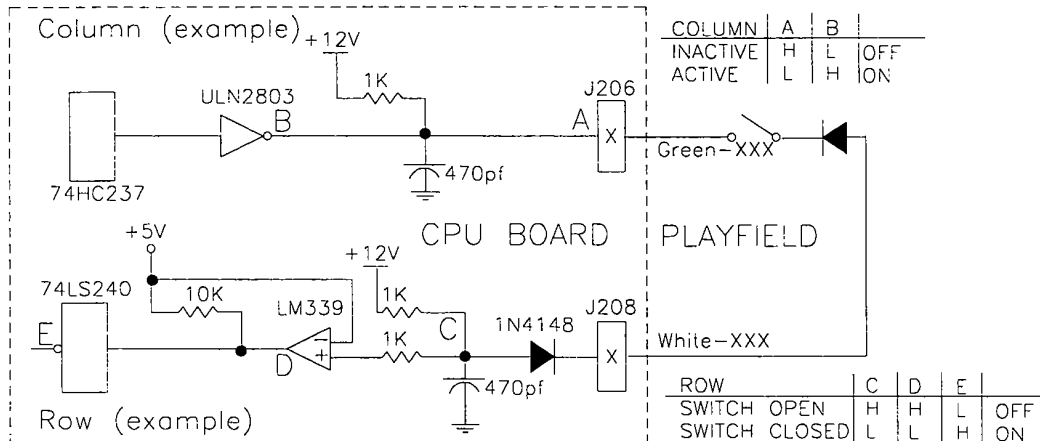 Column (example)
+12V
1K
ULN2803
B
74HC237
470pf
A
J206
X
Green-XXX
COLUMN A B
INACTIVE H L OFF
ACTIVE L H ON
CPU BOARD
PLAYFIELD
+5V
+12V
74LS240
10K
LM339
1K
1K
C
1N4148
J208
X
White-XXX
E
D
-
+
470pf
Row (example)
ROW C D E
SWITCH OPEN H H L OFF
SWITCH CLOSED L L H ON